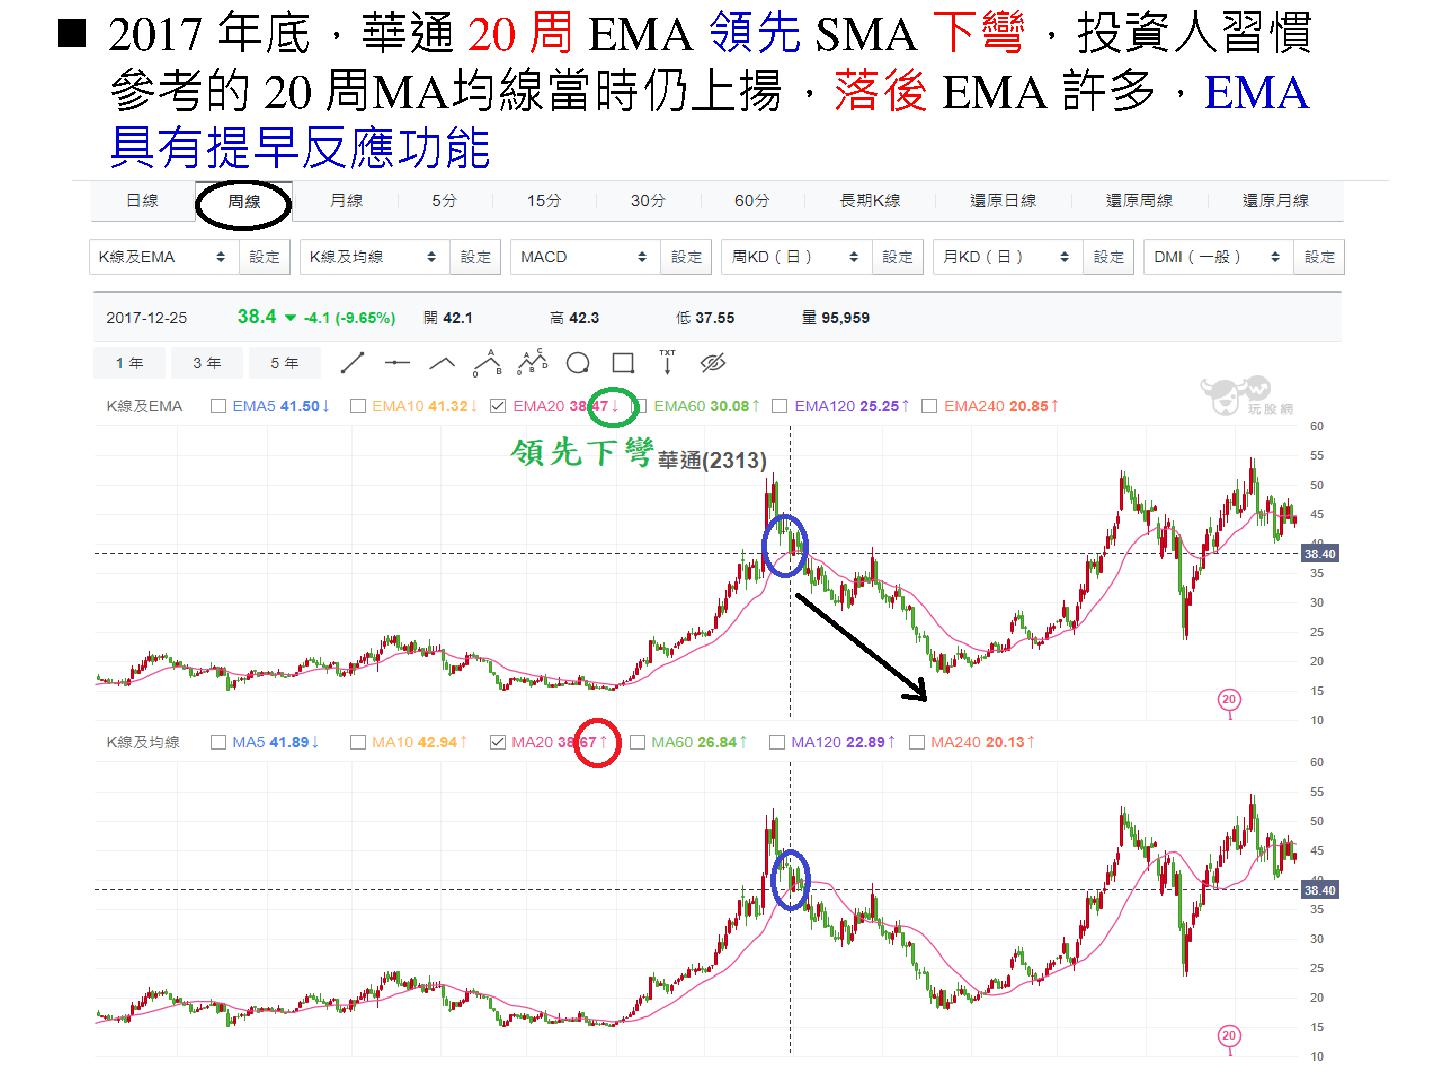 ■ 2017 年底，華通 20 周 EMA 領先 SMA 下彎，投資人習慣
參考的 20 周MA均線當時仍上揚，落後 EMA 許多，EMA
具有提早反應功能
日線 周線 月線 5分 15分 30分 60分 長期K線 還原日線 還原周線 還原月線
K線及EMA 設定 K線及均線 設定 MACD 設定 周KD（日） 設定 月KD（日） 設定 DMI（一般） 設定
2017-12-25 38.4 ▼ -4.1 (-9.65%) 開 42.1 高 42.3 低 37.55 量 95,959
1 年 3 年 5 年 TXT
K線及EMA EMA5 41.50↓ EMA10 41.32↓ EMA20 38.47↓ EMA60 30.08↑ EMA120 25.25↑ EMA240 20.85↑
玩股網
領先下彎 華通(2313)
60
55
50
45
40
38.40
35
30
25
20
15
10
20
K線及均線 MA5 41.89↓ MA10 42.94↑ MA20 38.67↑ MA60 26.84↑ MA120 22.89↑ MA240 20.13↑
60
55
50
45
40
38.40
35
30
25
20
15
10
20